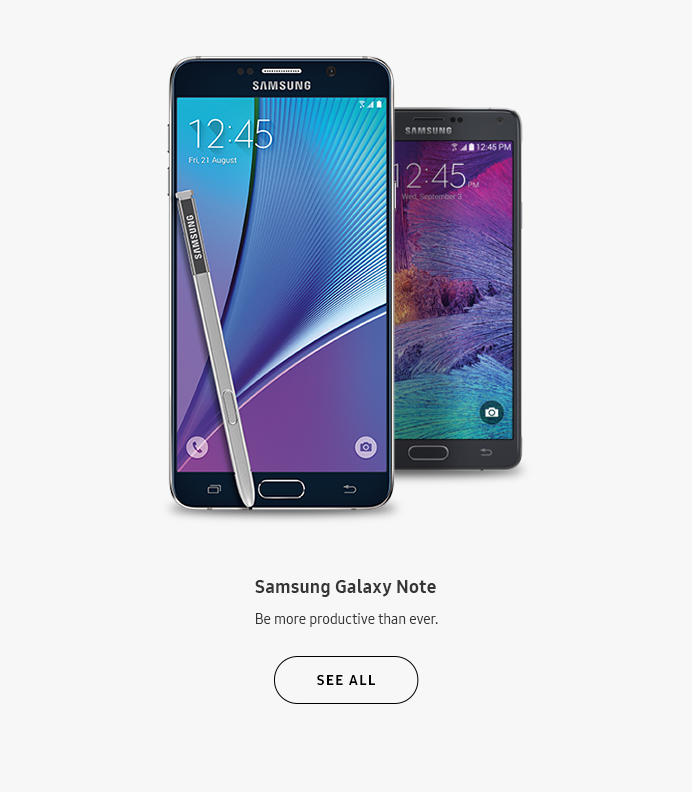 SAMSUNG
12:45
Fri, 21 August
SAMSUNG
SAMSUNG
12:45 PM
12:45 PM
Wed, September 3
Samsung Galaxy Note
Be more productive than ever.
SEE ALL